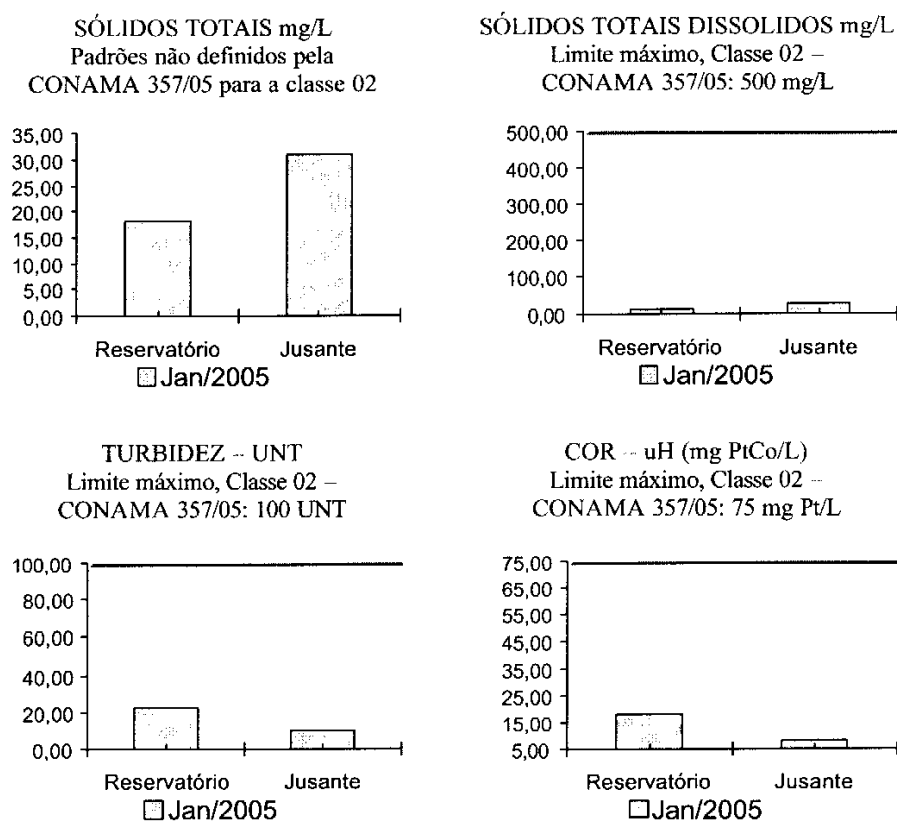 SÓLIDOS TOTAIS mg/L
Padrões não definidos pela
CONAMA 357/05 para a classe 02
35,00
30,00
25,00
20,00
15,00
10,00
5,00
0,00
Reservatório Jusante
Jan/2005
SÓLIDOS TOTAIS DISSOLIDOS mg/L
Limite máximo, Classe 02 –
CONAMA 357/05: 500 mg/L
500,00
400,00
300,00
200,00
100,00
0,00
Reservatório Jusante
Jan/2005
TURBIDEZ – UNT
Limite máximo, Classe 02 –
CONAMA 357/05: 100 UNT
100,00
80,00
60,00
40,00
20,00
0,00
Reservatório Jusante
Jan/2005
COR – uH (mg PtCo/L)
Limite máximo, Classe 02 –
CONAMA 357/05: 75 mg Pt/L
75,00
65,00
55,00
45,00
35,00
25,00
15,00
5,00
Reservatório Jusante
Jan/2005